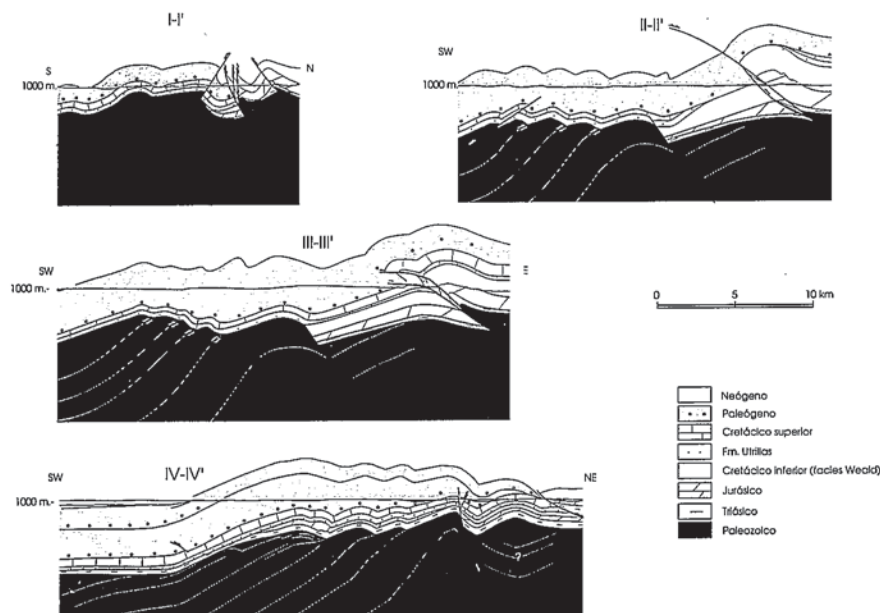 I-I'
S
N
1000 m.
II-II'
SW
1000 m.-
III-III'
SW
1000 m.-
0 5 10 km
IV-IV'
SW
NE
1000 m.-
?
Neógeno
Paleógeno
Cretácico superior
Fm. Utrillas
Cretácico inferior (facies Weald)
Jurásico
Triásico
Paleozoico